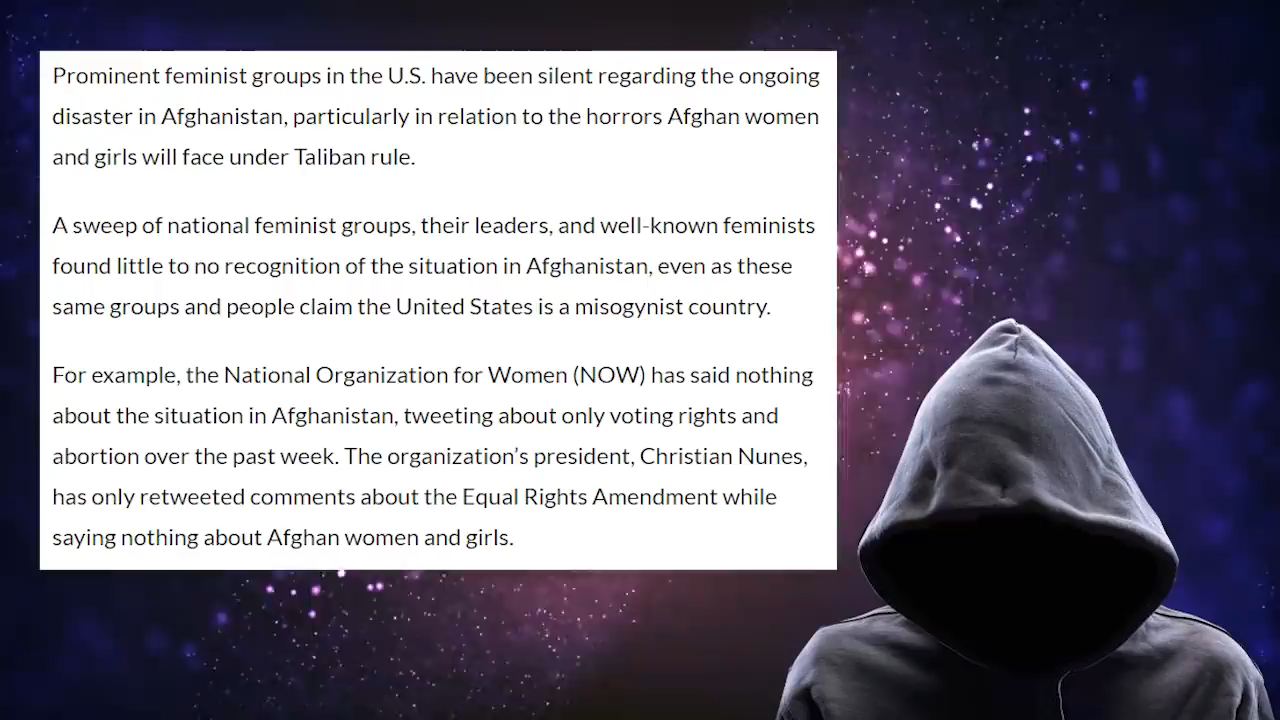 Prominent feminist groups in the U.S. have been silent regarding the ongoing
disaster in Afghanistan, particularly in relation to the horrors Afghan women
and girls will face under Taliban rule.
A sweep of national feminist groups, their leaders, and well-known feminists
found little to no recognition of the situation in Afghanistan, even as these
same groups and people claim the United States is a misogynist country.
For example, the National Organization for Women (NOW) has said nothing
about the situation in Afghanistan, tweeting about only voting rights and
abortion over the past week. The organization’s president, Christian Nunes,
has only retweeted comments about the Equal Rights Amendment while
saying nothing about Afghan women and girls.